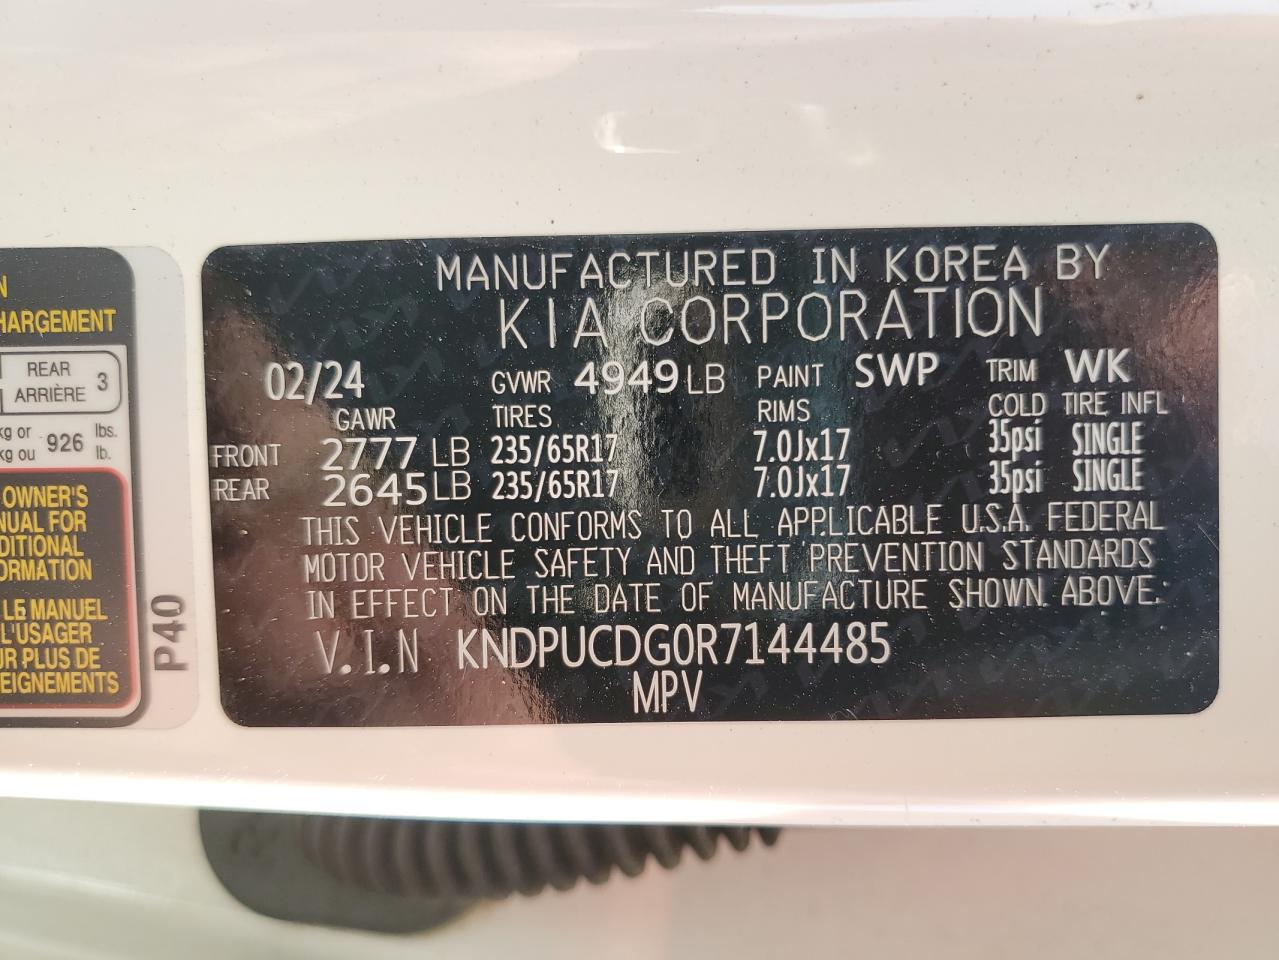 N
HARGEMENT
REAR
ARRIÈRE 3
kg or
kg ou 926 lbs.
lb.
OWNER'S
NUAL FOR
DITIONAL
ORMATION
LE MANUEL
L'USAGER
UR PLUS DE
EIGNEMENTS
P40
MANUFACTURED IN KOREA BY
KIA CORPORATION
02/24 GVWR 4949 LB PAINT SWP TRIM WK
GAWR TIRES RIMS COLD TIRE INFL
FRONT 2777 LB 235/65R17 7.0Jx17 35psi SINGLE
REAR 2645 LB 235/65R17 7.0Jx17 35psi SINGLE
THIS VEHICLE CONFORMS TO ALL APPLICABLE U.S.A. FEDERAL
MOTOR VEHICLE SAFETY AND THEFT PREVENTION STANDARDS
IN EFFECT ON THE DATE OF MANUFACTURE SHOWN ABOVE.
V.I.N KNDPUCDG0R7144485
MPV